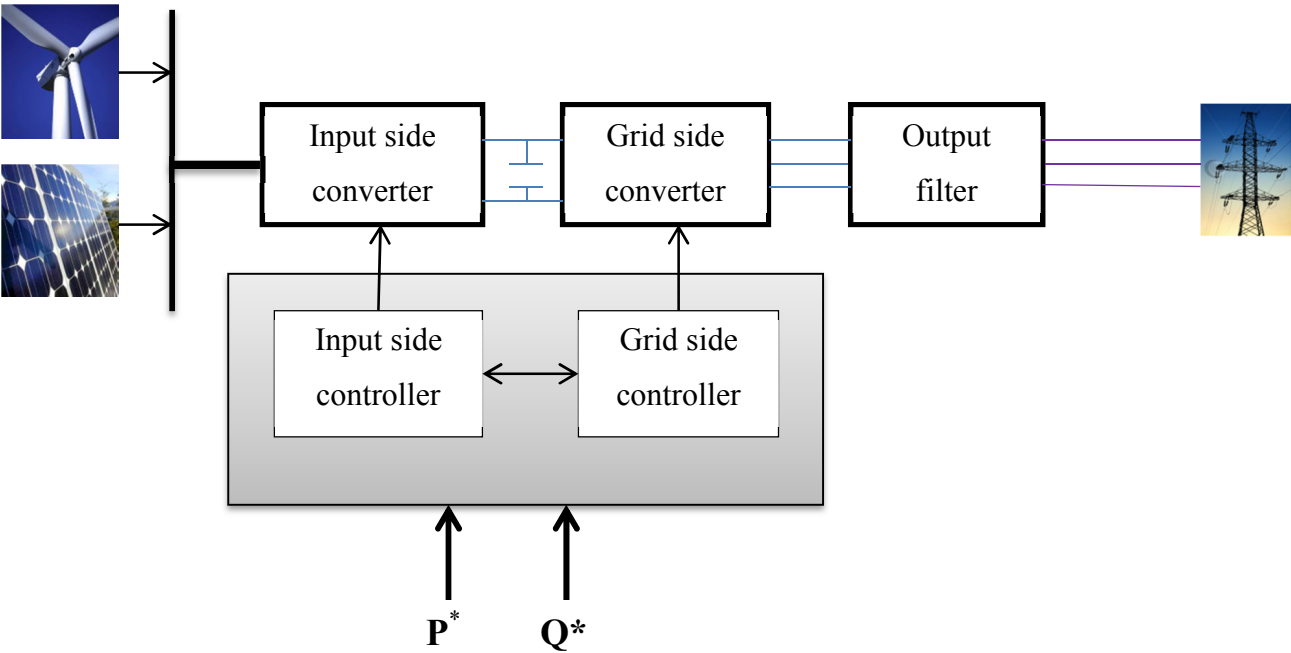 Input side
converter
Grid side
converter
Output
filter
Input side
controller
Grid side
controller
P*
Q*